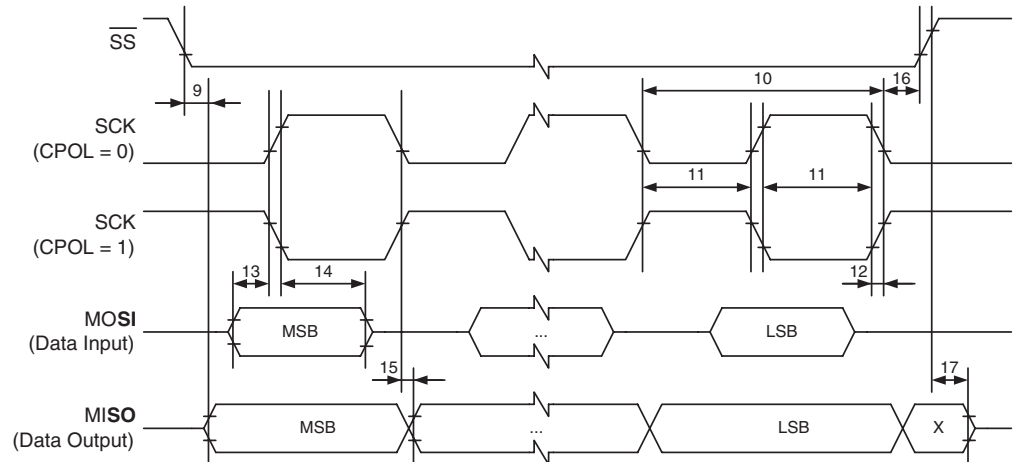 SS
9
10
16
SCK
(CPOL = 0)
11
11
SCK
(CPOL = 1)
13
14
12
MOSI
(Data Input)
MSB
...
LSB
15
17
MISO
(Data Output)
MSB
...
LSB
X